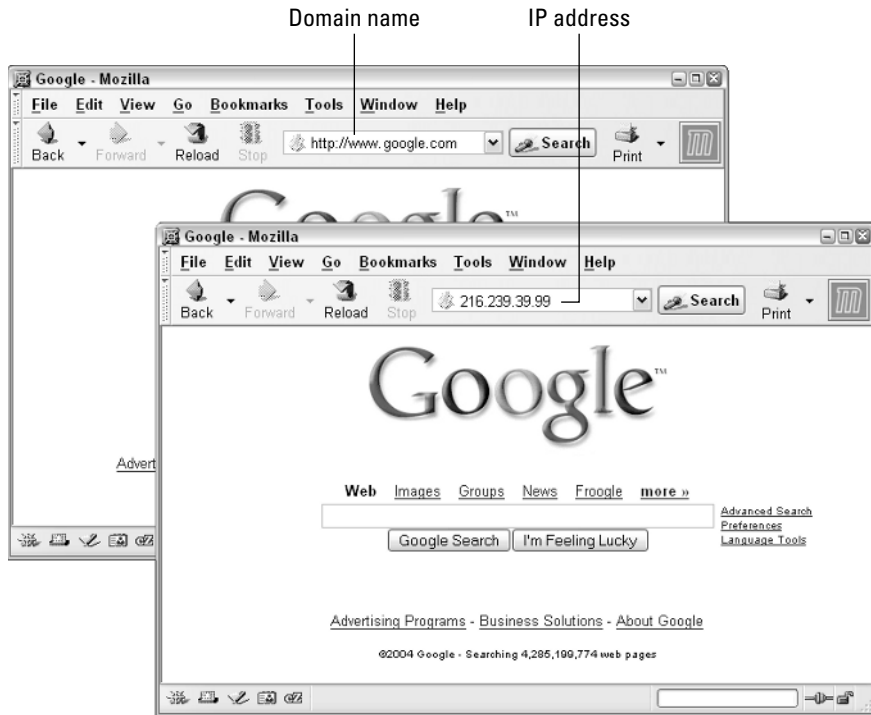 Domain name
IP address
Google - Mozilla
File Edit View Go Bookmarks Tools Window Help
Back Forward Reload Stop http://www.google.com Search Print m
Google™
Advert
Google - Mozilla
File Edit View Go Bookmarks Tools Window Help
Back Forward Reload Stop 216.239.39.99 Search Print m
Google™
Web Images Groups News Froogle more »
Advanced Search
Preferences
Language Tools
Google Search I'm Feeling Lucky
Advertising Programs - Business Solutions - About Google
©2004 Google - Searching 4,285,199,774 web pages